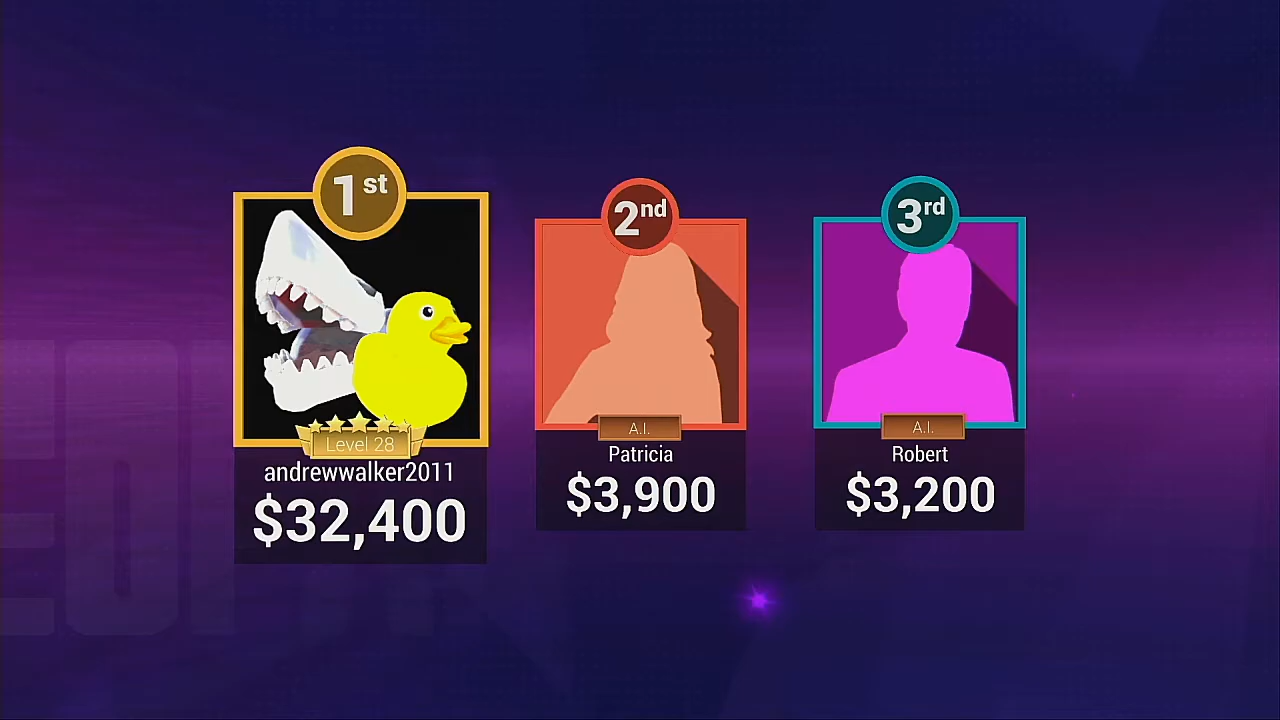 1st
Level 28
andrewwalker2011
$32,400
2nd
A.I.
Patricia
$3,900
3rd
A.I.
Robert
$3,200